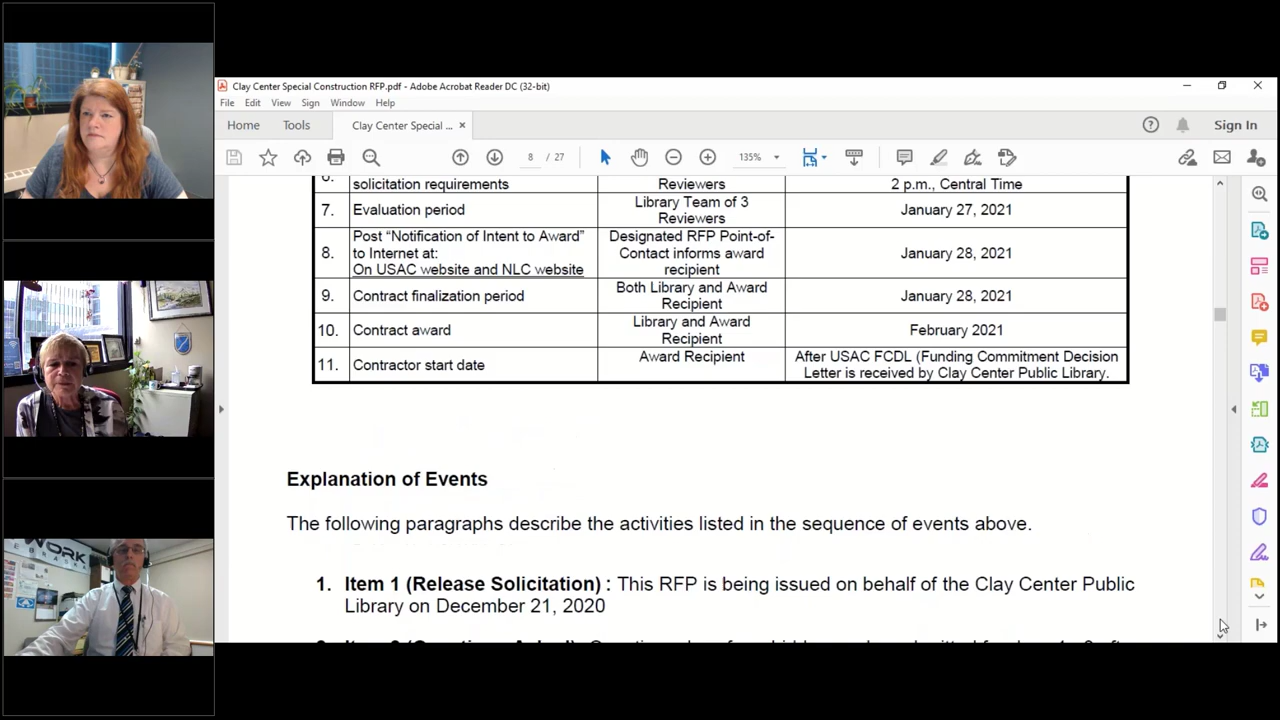 Clay Center Special Construction RFP.pdf - Adobe Acrobat Reader DC (32-bit)
File Edit View Sign Window Help
Home Tools Clay Center Special ... × Sign In
8 / 27 135%
solicitation requirements Reviewers 2 p.m., Central Time
7. Evaluation period Library Team of 3 Reviewers January 27, 2021
8. Post “Notification of Intent to Award” to Internet at: On USAC website and NLC website Designated RFP Point-of-Contact informs award recipient January 28, 2021
9. Contract finalization period Both Library and Award Recipient January 28, 2021
10. Contract award Library and Award Recipient February 2021
11. Contractor start date Award Recipient After USAC FCDL (Funding Commitment Decision Letter is received by Clay Center Public Library.
Explanation of Events
The following paragraphs describe the activities listed in the sequence of events above.
1. Item 1 (Release Solicitation) : This RFP is being issued on behalf of the Clay Center Public
Library on December 21, 2020